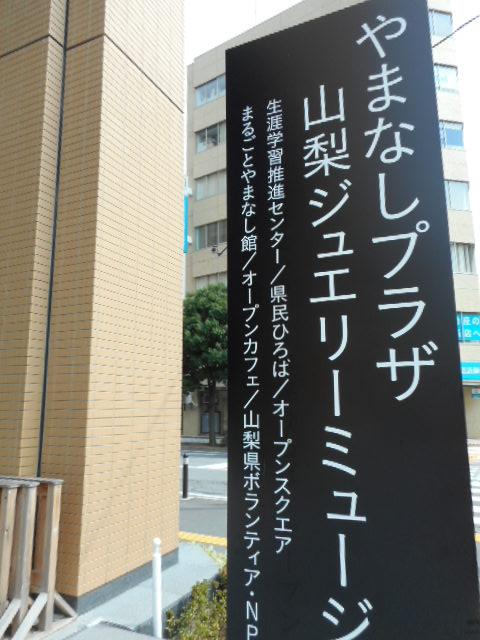 やまなしプラザ
山梨ジュエリーミュージ
生涯学習推進センター/県民ひろば/オープンスクエア
まるごとやまなし館/オープンカフェ/山梨県ボランティア・NP